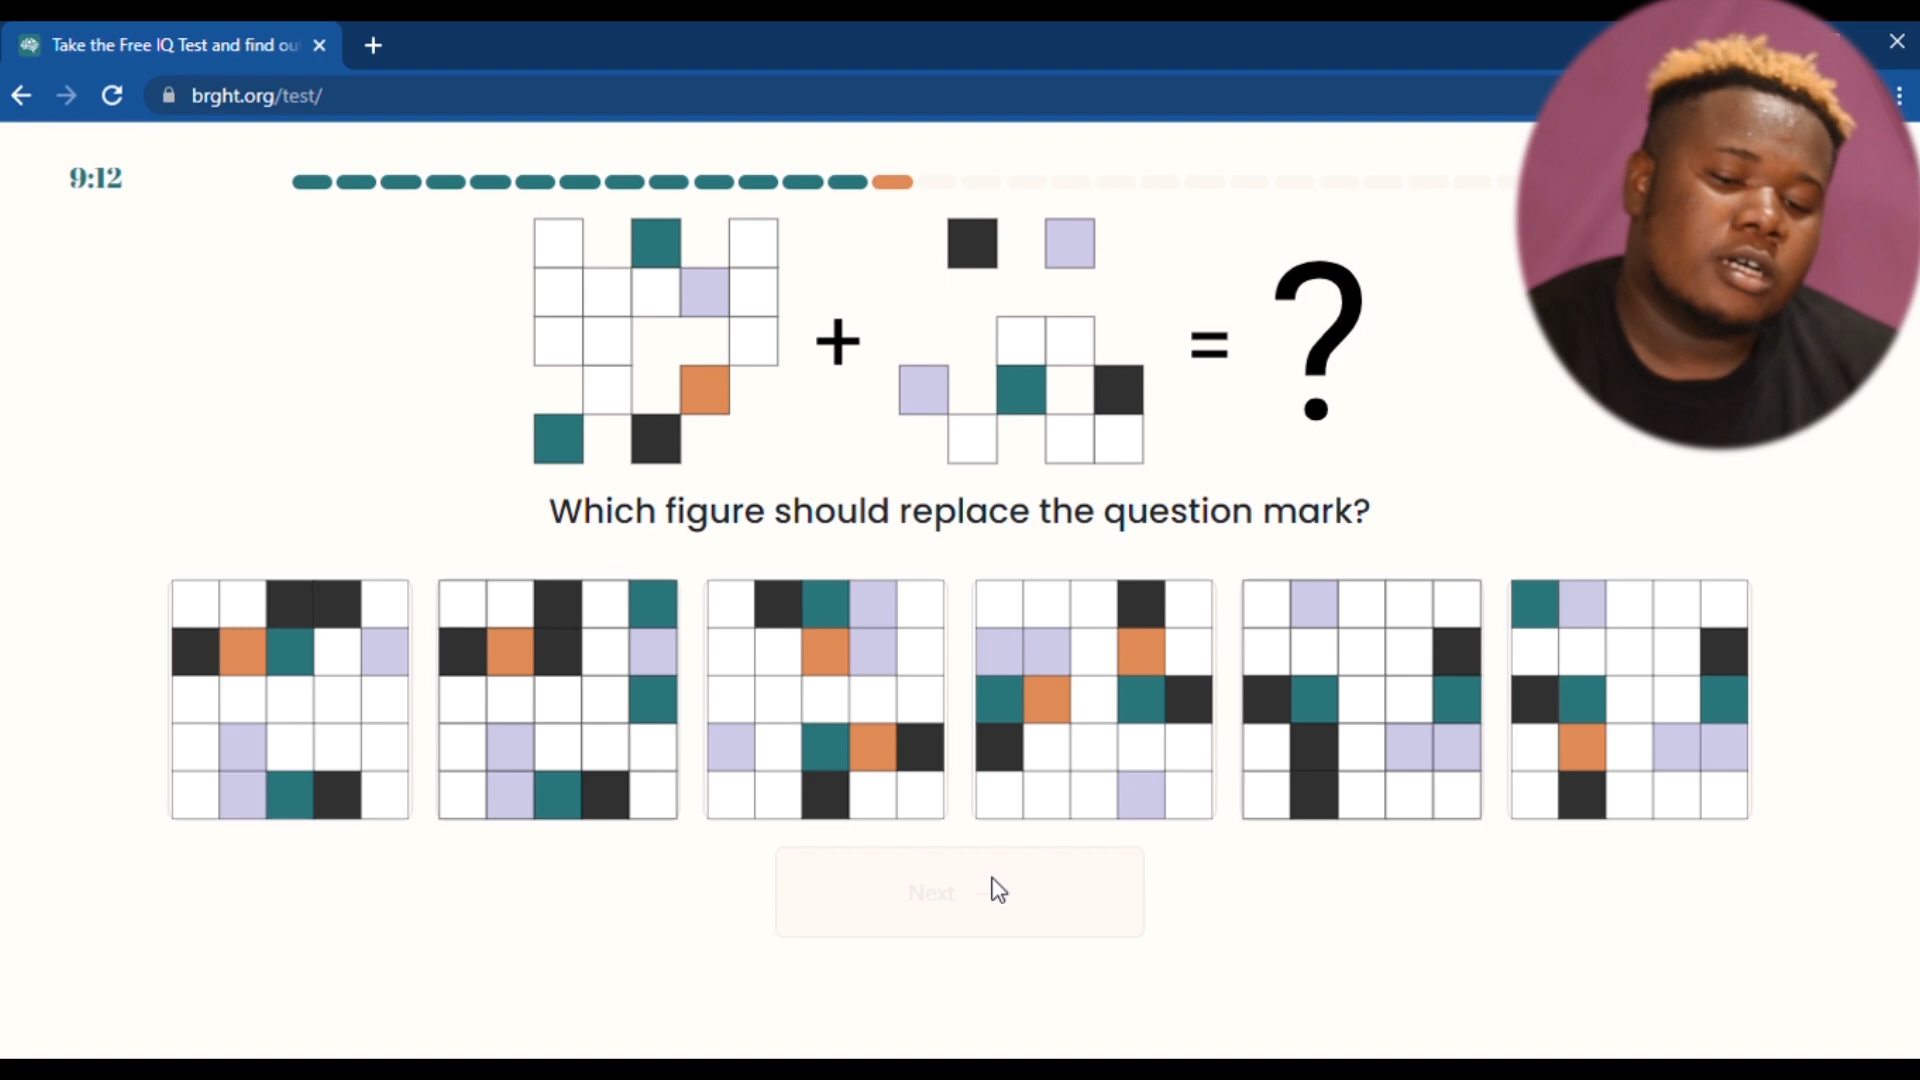 Take the Free IQ Test and find ou
brght.org/test/
9:12
+
=
?
Which figure should replace the question mark?
Next